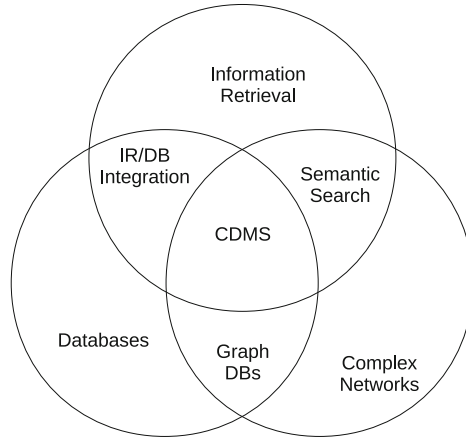 Information
Retrieval
IR/DB
Integration
Semantic
Search
CDMS
Databases
Graph
DBs
Complex
Networks